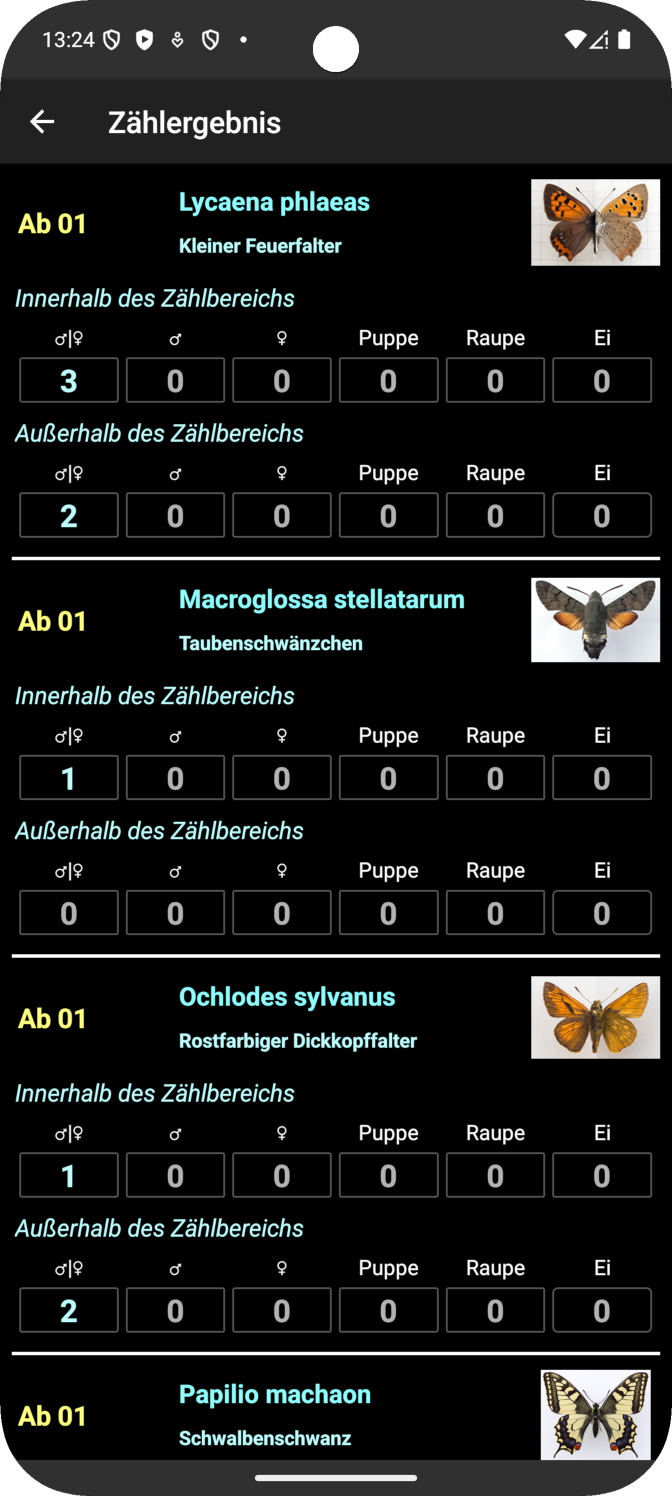 13:24
Zählergebnis
Ab 01
Lycaena phlaeas
Kleiner Feuerfalter
Innerhalb des Zählbereichs
♂|♀ ♂ ♀ Puppe Raupe Ei
3 0 0 0 0 0
Außerhalb des Zählbereichs
♂|♀ ♂ ♀ Puppe Raupe Ei
2 0 0 0 0 0
Ab 01
Macroglossa stellatarum
Taubenschwänzchen
Innerhalb des Zählbereichs
♂|♀ ♂ ♀ Puppe Raupe Ei
1 0 0 0 0 0
Außerhalb des Zählbereichs
♂|♀ ♂ ♀ Puppe Raupe Ei
0 0 0 0 0 0
Ab 01
Ochlodes sylvanus
Rostfarbiger Dickkopffalter
Innerhalb des Zählbereichs
♂|♀ ♂ ♀ Puppe Raupe Ei
1 0 0 0 0 0
Außerhalb des Zählbereichs
♂|♀ ♂ ♀ Puppe Raupe Ei
2 0 0 0 0 0
Ab 01
Papilio machaon
Schwalbenschwanz